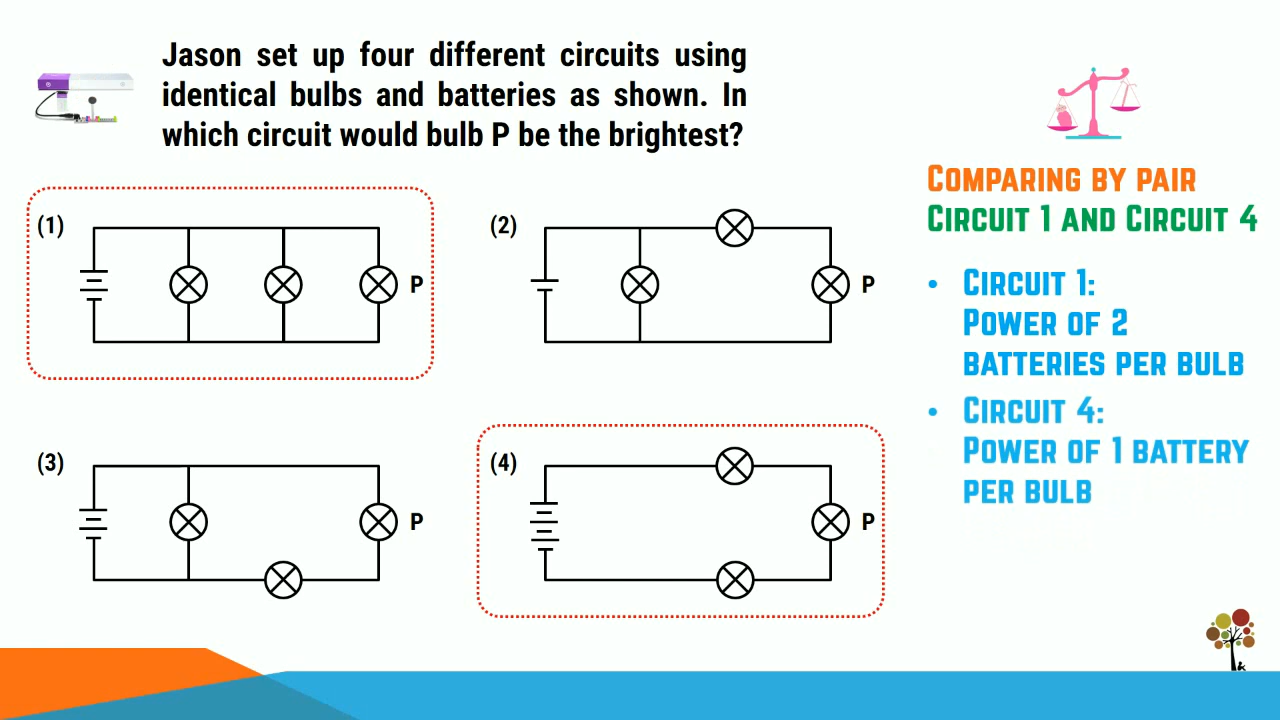 Jason set up four different circuits using
identical bulbs and batteries as shown. In
which circuit would bulb P be the brightest?
COMPARING BY PAIR
CIRCUIT 1 AND CIRCUIT 4
• CIRCUIT 1:
POWER OF 2
BATTERIES PER BULB
• CIRCUIT 4:
POWER OF 1 BATTERY
PER BULB
(1)
P
(2)
P
(3)
P
(4)
P